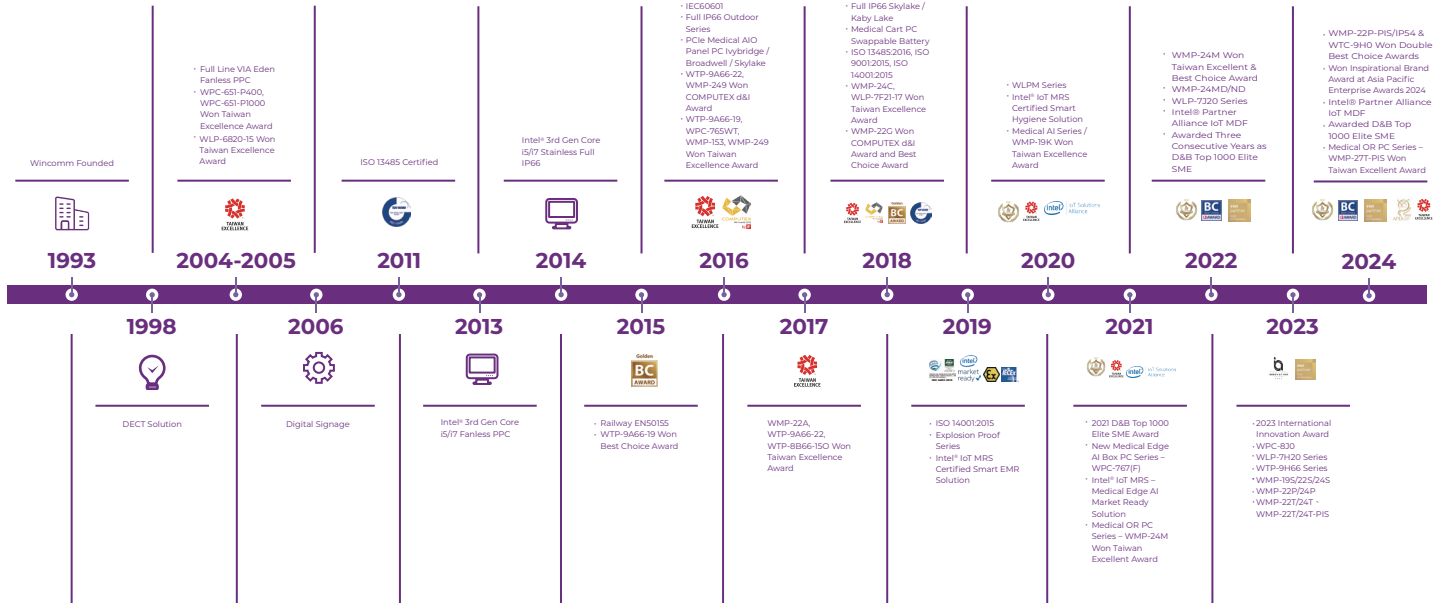 Wincomm Founded
1993
· Full Line VIA Eden
Fanless PPC
· WPC-651-P400,
WPC-651-P1000
Won Taiwan
Excellence Award
· WLP-6820-15 Won
Taiwan Excellence
Award
TAIWAN
EXCELLENCE
2004-2005
ISO 13485 Certified
2011
Intel® 3rd Gen Core
i5/i7 Stainless Full
IP66
2014
· IEC60601
· Full IP66 Outdoor
Series
· PCIe Medical AIO
Panel PC Ivybridge /
Broadwell / Skylake
· WTP-9A66-22,
WMP-249 Won
COMPUTEX d&I
Award
· WTP-9A66-19,
WPC-765WT,
WMP-153, WMP-249
Won Taiwan
Excellence Award
TAIWAN
EXCELLENCE
COMPUTEX
2016
· Full IP66 Skylake /
Kaby Lake
· Medical Cart PC
Swappable Battery
· ISO 13485:2016, ISO
9001:2015, ISO
14001:2015
· WMP-24C,
WLP-7F21-17 Won
Taiwan Excellence
Award
· WMP-22G Won
COMPUTEX d&I
Award and Best
Choice Award
TAIWAN
EXCELLENCE
BC
AWARD
2018
· WLPM Series
· Intel® IoT MRS
Certified Smart
Hygiene Solution
· Medical AI Series /
WMP-19K Won
Taiwan Excellence
Award
TAIWAN
EXCELLENCE
intel
IoT Solutions
Alliance
2020
· WMP-24M Won
Taiwan Excellent &
Best Choice Award
· WMP-24MD/ND
· WLP-7J20 Series
· Intel® Partner
Alliance IoT MDF
· Awarded Three
Consecutive Years as
D&B Top 1000 Elite
SME
BC
AWARD
2022
· WMP-22P-PIS/IP54 &
WTC-9H0 Won Double
Best Choice Awards
· Won Inspirational Brand
Award at Asia Pacific
Enterprise Awards 2024
· Intel® Partner Alliance
IoT MDF
· Awarded D&B Top
1000 Elite SME
· Medical OR PC Series –
WMP-27T-PIS Won
Taiwan Excellent Award
BC
AWARD
TAIWAN
EXCELLENCE
2024
1998
DECT Solution
2006
Digital Signage
2013
Intel® 3rd Gen Core
i5/i7 Fanless PPC
2015
Golden
BC
AWARD
· Railway EN50155
· WTP-9A66-19 Won
Best Choice Award
2017
TAIWAN
EXCELLENCE
WMP-22A,
WTP-9A66-22,
WTP-8B66-15O Won
Taiwan Excellence
Award
2019
intel
market
ready
Ex
IECEx
· ISO 14001:2015
· Explosion Proof
Series
· Intel® IoT MRS
Certified Smart EMR
Solution
2021
TAIWAN
EXCELLENCE
intel
IoT Solutions
Alliance
· 2021 D&B Top 1000
Elite SME Award
· New Medical Edge
AI Box PC Series –
WPC-767(F)
· Intel® IoT MRS –
Medical Edge AI
Market Ready
Solution
· Medical OR PC
Series – WMP-24M
Won Taiwan
Excellent Award
2023
· 2023 International
Innovation Award
· WPC-8J0
· WLP-7H20 Series
· WTP-9H66 Series
· WMP-19S/22S/24S
· WMP-22P/24P
· WMP-22T/24T -
WMP-22T/24T-PIS